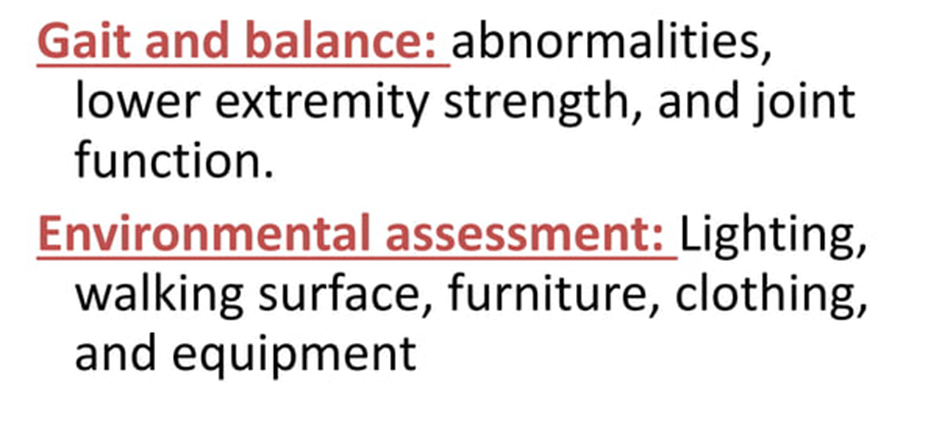 Gait and balance: abnormalities,
lower extremity strength, and joint
function.
Environmental assessment: Lighting,
walking surface, furniture, clothing,
and equipment